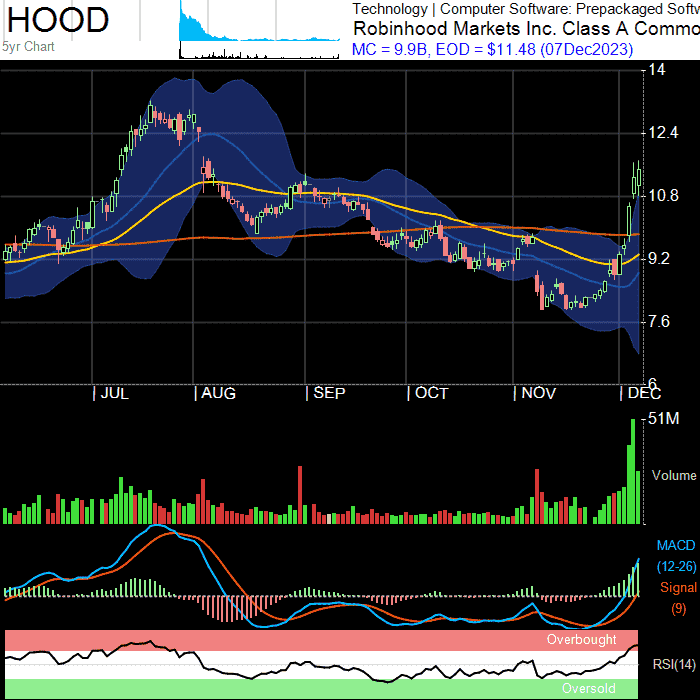 HOOD
5yr Chart
Technology | Computer Software: Prepackaged Softw
Robinhood Markets Inc. Class A Commo
MC = 9.9B, EOD = $11.48 (07Dec2023)
14
12.4
10.8
9.2
7.6
6
JUL AUG SEP OCT NOV DEC
51M
Volume
MACD
(12-26)
Signal
(9)
Overbought
RSI(14)
Oversold